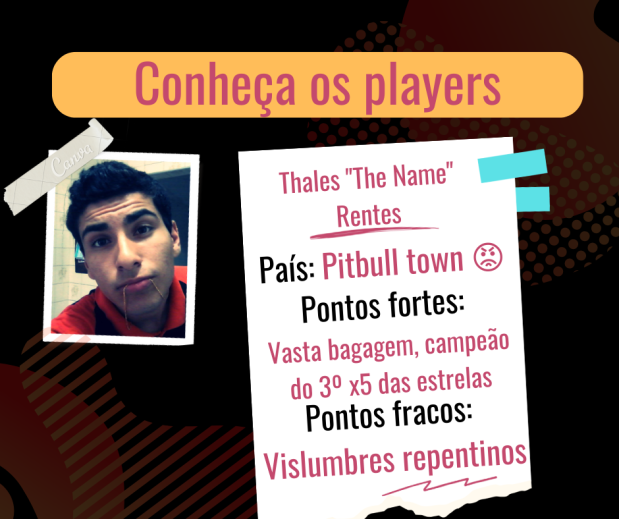 Conheça os players
Canva
Thales "The Name"
Rentes
País: Pitbull town 😡
Pontos fortes:
Vasta bagagem, campeão
do 3º x5 das estrelas
Pontos fracos:
Vislumbres repentinos